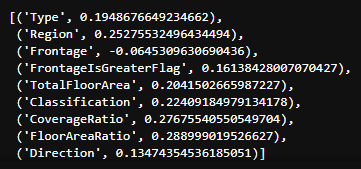 [('Type', 0.1948676649234662),
('Region', 0.25275532496434494),
('Frontage', -0.0645309630690436),
('FrontageIsGreaterFlag', 0.16138428007070427),
('TotalFloorArea', 0.2041502665987227),
('Classification', 0.22409184979134178),
('CoverageRatio', 0.27675540550549704),
('FloorAreaRatio', 0.288999019526627),
('Direction', 0.13474354536185051)]